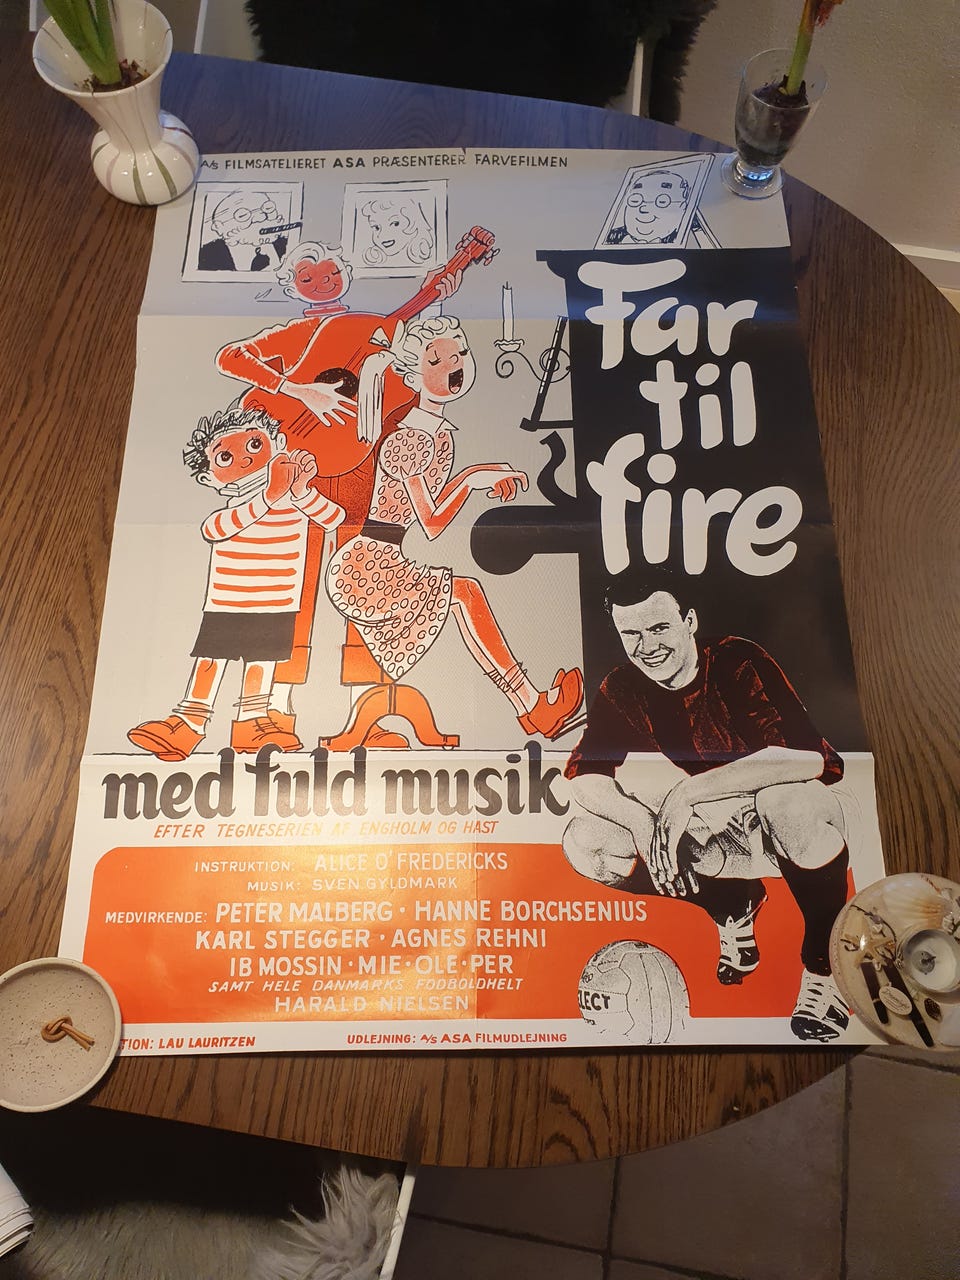 A/S FILMSATELIERET ASA PRÆSENTERER FARVEFILMEN
Far
til
fire
med fuld musik
EFTER TEGNESERIEN AF ENGHOLM OG HAST
INSTRUKTION: ALICE O'FREDERICKS
MUSIK: SVEN GYLDMARK
MEDVIRKENDE: PETER MALBERG · HANNE BORCHSENIUS
KARL STEGGER · AGNES REHNI
IB MOSSIN · MIE · OLE · PER
SAMT HELE DANMARKS FODBOLDHELT
HARALD NIELSEN
LECT
TION: LAU LAURITZEN
UDLEJNING: A/S ASA FILMUDLEJNING